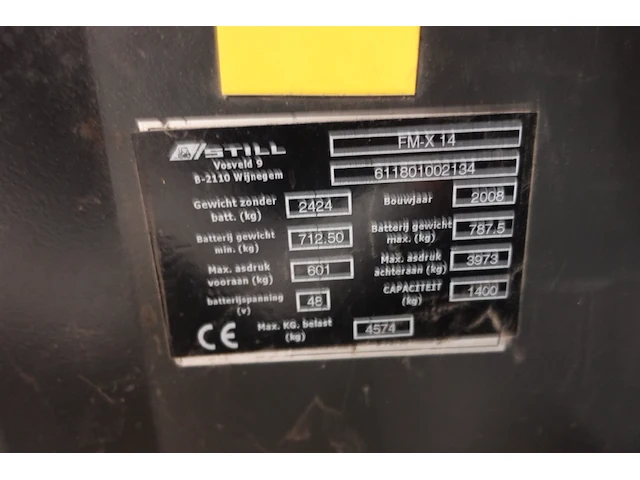 STILL
Vosveld 9
B-2110 Wijnegem
FM-X 14
611801002134
Gewicht zonder
batt. (kg)
2424
Bouwjaar
2008
Batterij gewicht
min. (kg)
712.50
Batterij gewicht
max. (kg)
787.5
Max. asdruk
vooraan (kg)
601
Max. asdruk
achteraan (kg)
3973
batterijspanning
(v)
48
CAPACITEIT
(kg)
1400
CE
Max. KG. belast
(kg)
4574